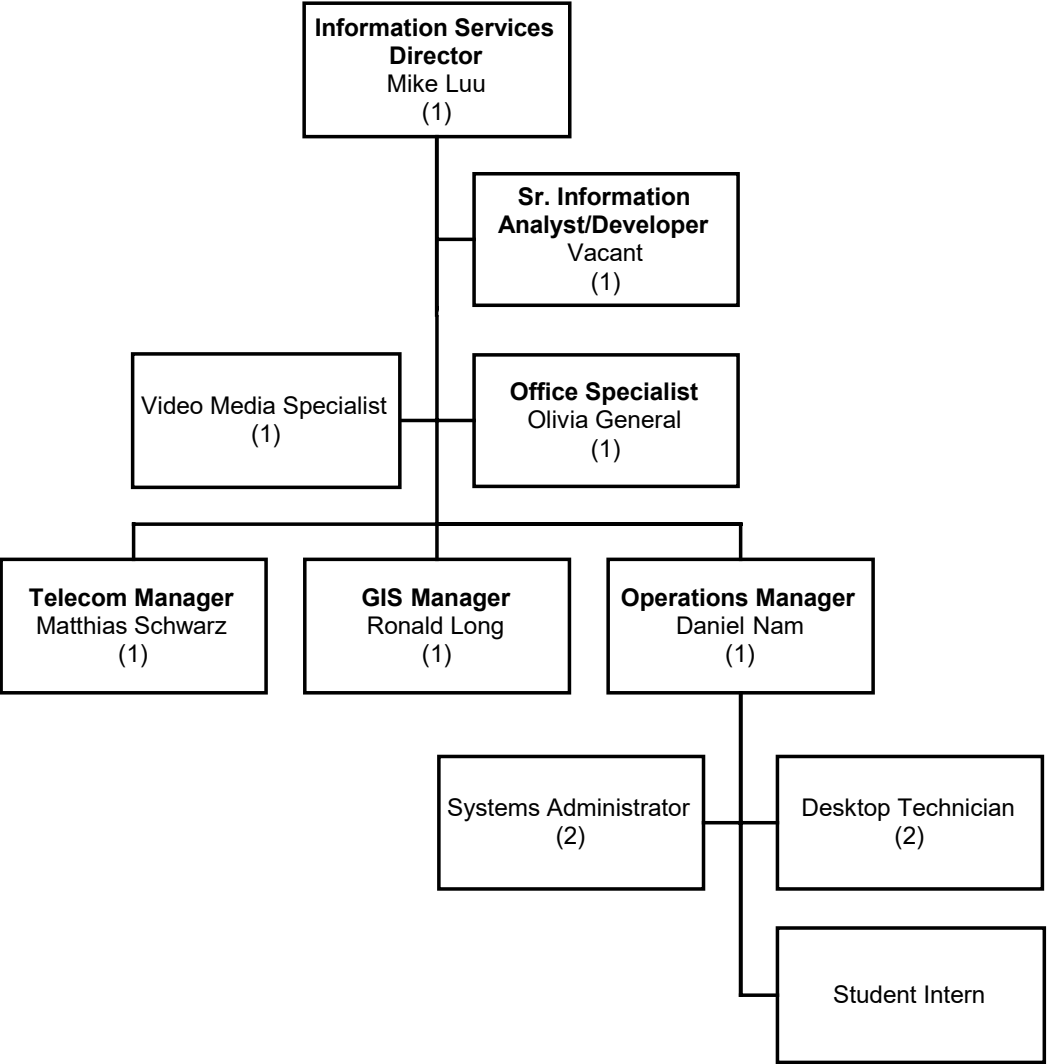 Information Services
Director
Mike Luu
(1)
Sr. Information
Analyst/Developer
Vacant
(1)
Video Media Specialist
(1)
Office Specialist
Olivia General
(1)
Telecom Manager
Matthias Schwarz
(1)
GIS Manager
Ronald Long
(1)
Operations Manager
Daniel Nam
(1)
Systems Administrator
(2)
Desktop Technician
(2)
Student Intern